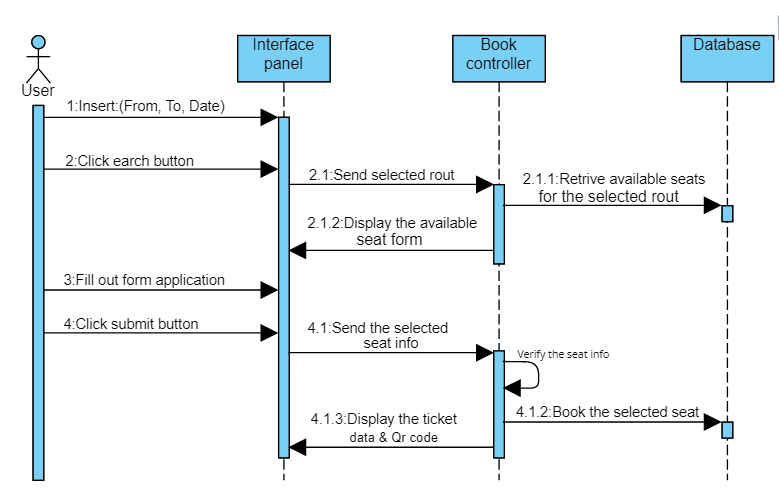 Interface
panel
Book
controller
Database
User
1:Insert:(From, To, Date)
2:Click earch button
2.1:Send selected rout
2.1.1:Retrive available seats
for the selected rout
2.1.2:Display the available
seat form
3:Fill out form application
4:Click submit button
4.1:Send the selected
seat info
Verify the seat info
4.1.2:Book the selected seat
4.1.3:Display the ticket
data & Qr code